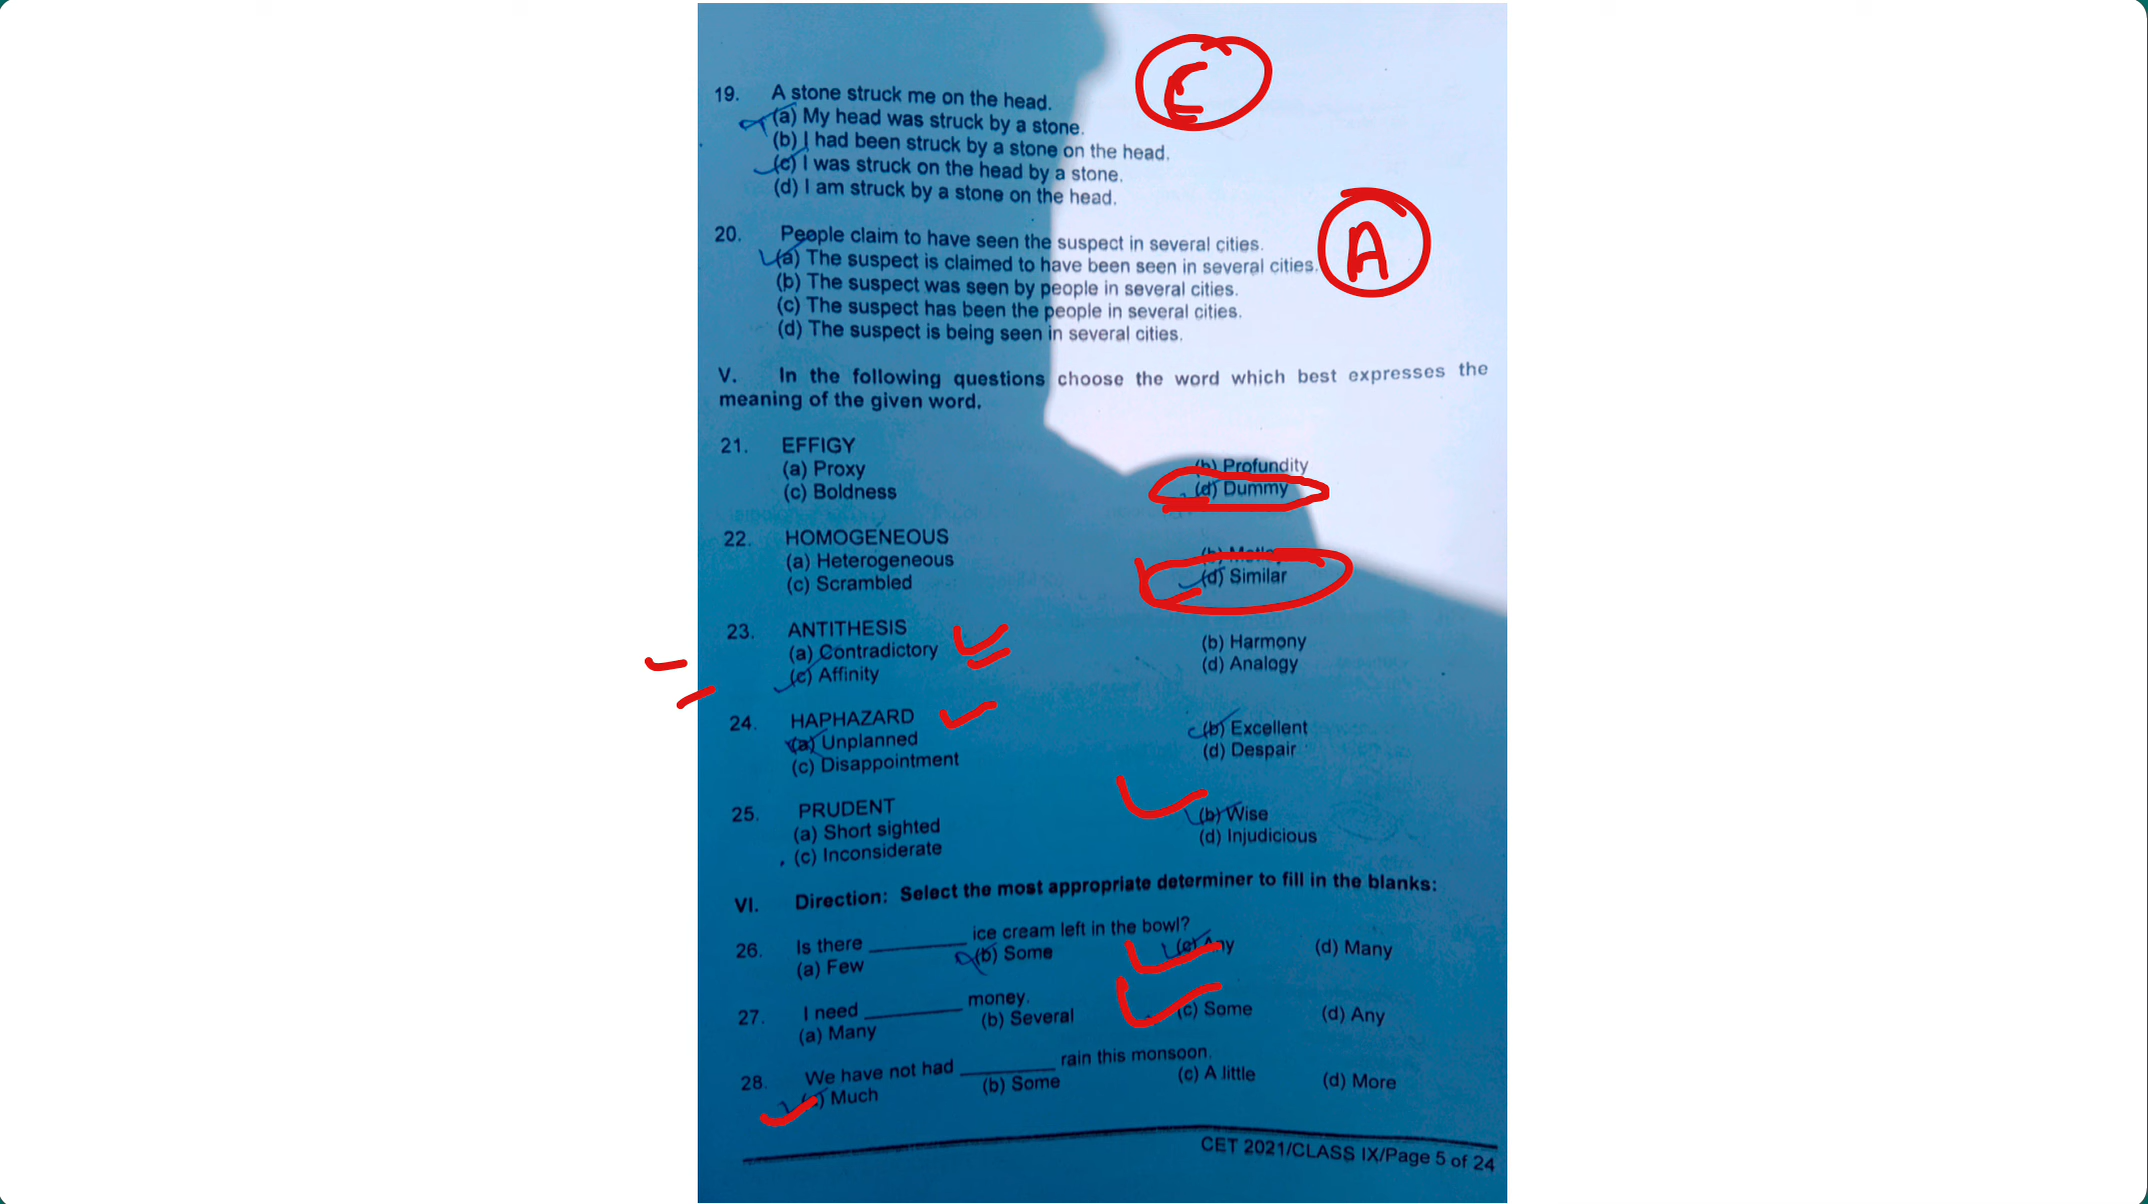 C
19. A stone struck me on the head.
(a) My head was struck by a stone.
(b) I had been struck by a stone on the head.
(c) I was struck on the head by a stone.
(d) I am struck by a stone on the head.
A
20. People claim to have seen the suspect in several cities.
(a) The suspect is claimed to have been seen in several cities.
(b) The suspect was seen by people in several cities.
(c) The suspect has been the people in several cities.
(d) The suspect is being seen in several cities.
V. In the following questions choose the word which best expresses the
meaning of the given word.
21. EFFIGY
(a) Proxy (b) Profundity
(c) Boldness (d) Dummy
22. HOMOGENEOUS
(a) Heterogeneous (b)
(c) Scrambled (d) Similar
23. ANTITHESIS
(a) Contradictory (b) Harmony
(c) Affinity (d) Analogy
24. HAPHAZARD
(a) Unplanned (b) Excellent
(c) Disappointment (d) Despair
25. PRUDENT
(a) Short sighted (b) Wise
(c) Inconsiderate (d) Injudicious
VI. Direction: Select the most appropriate determiner to fill in the blanks:
26. Is there ________ ice cream left in the bowl?
(a) Few (b) Some (c) Any (d) Many
27. I need ________ money.
(a) Many (b) Several (c) Some (d) Any
28. We have not had ________ rain this monsoon.
(a) Much (b) Some (c) A little (d) More
CET 2021/CLASS IX/Page 5 of 24